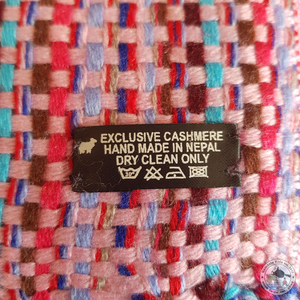 EXCLUSIVE CASHMERE
HAND MADE IN NEPAL
DRY CLEAN ONLY